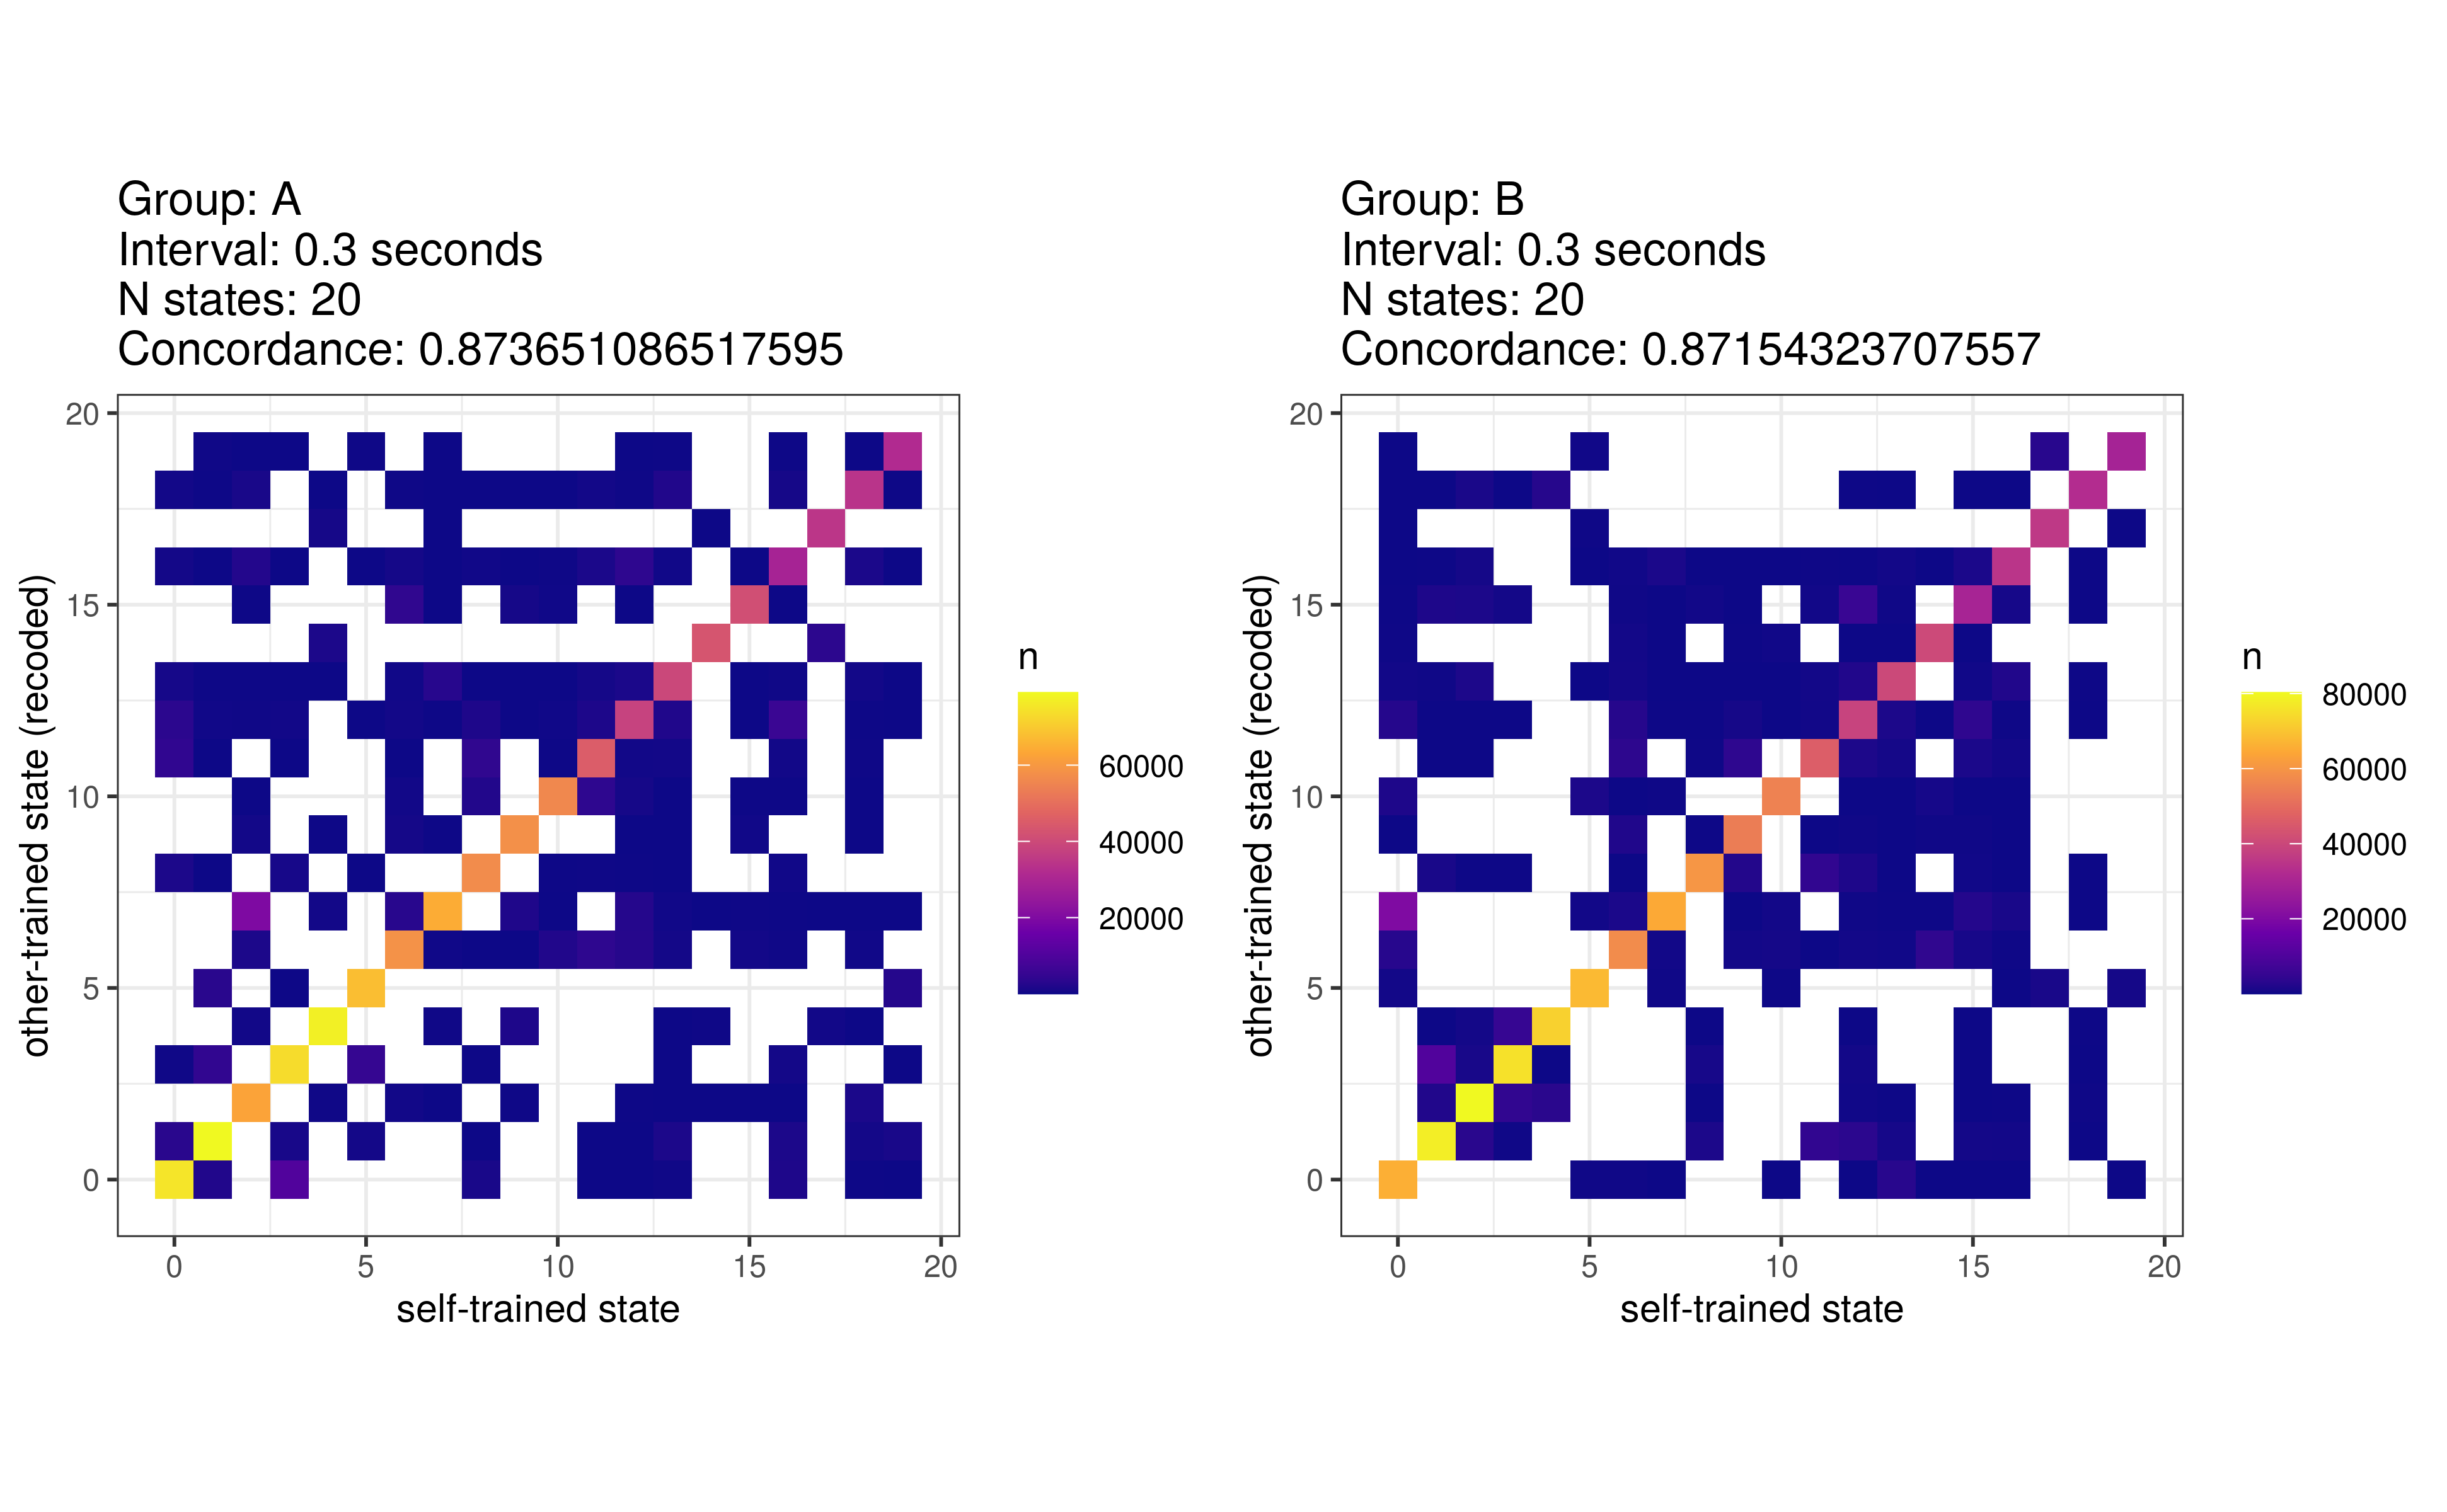 Group: A
Interval: 0.3 seconds
N states: 20
Concordance: 0.873651086517595
20
15
10
5
0
other-trained state (recoded)
0 5 10 15 20
self-trained state
n
60000
40000
20000
Group: B
Interval: 0.3 seconds
N states: 20
Concordance: 0.87154323707557
20
15
10
5
0
other-trained state (recoded)
0 5 10 15 20
self-trained state
n
80000
60000
40000
20000